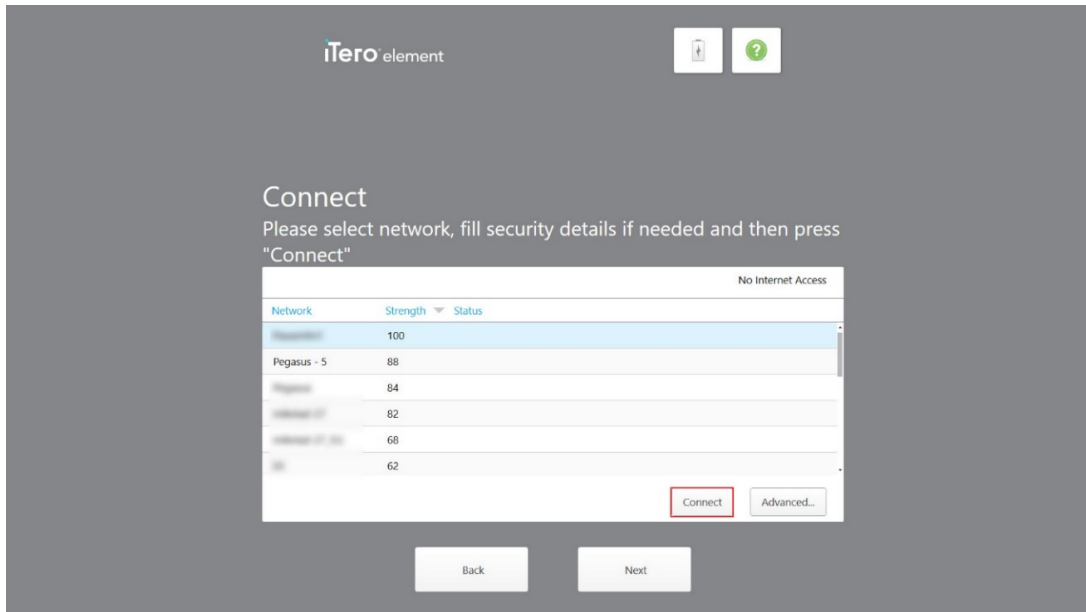 iTero element
?
Connect
Please select network, fill security details if needed and then press
"Connect"
No Internet Access
Network Strength Status
100
Pegasus - 5 88
84
82
68
62
Connect Advanced...
Back Next